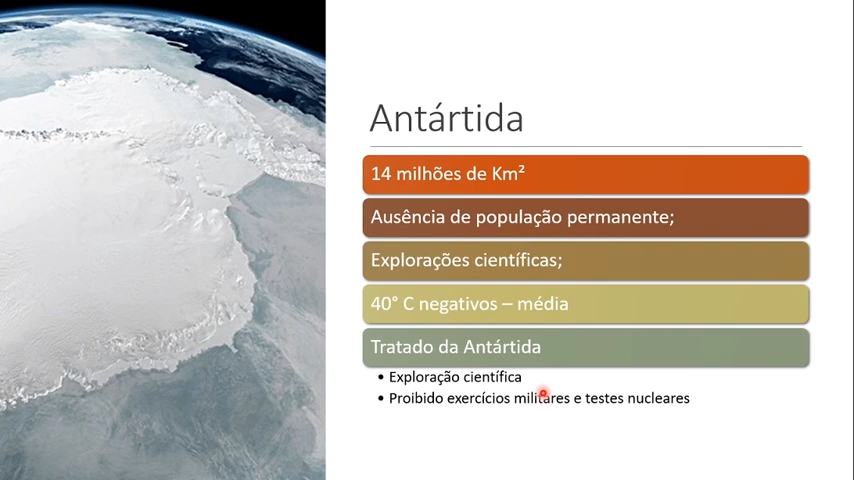 Antártida
14 milhões de Km²
Ausência de população permanente;
Explorações científicas;
40° C negativos – média
Tratado da Antártida
• Exploração científica
• Proibido exercícios militares e testes nucleares